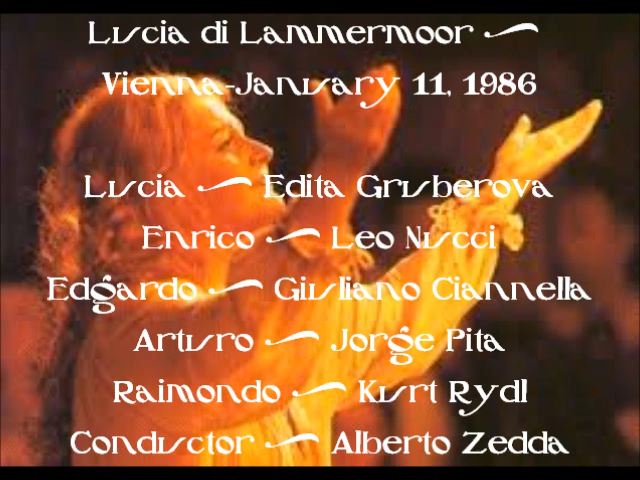 Lucia di Lammermoor ~
Vienna-January 11, 1986
Lucia ~ Edita Gruberova
Enrico ~ Leo Nucci
Edgardo ~ Giuliano Ciannella
Arturo ~ Jorge Pita
Raimondo ~ Kurt Rydl
Conductor ~ Alberto Zedda